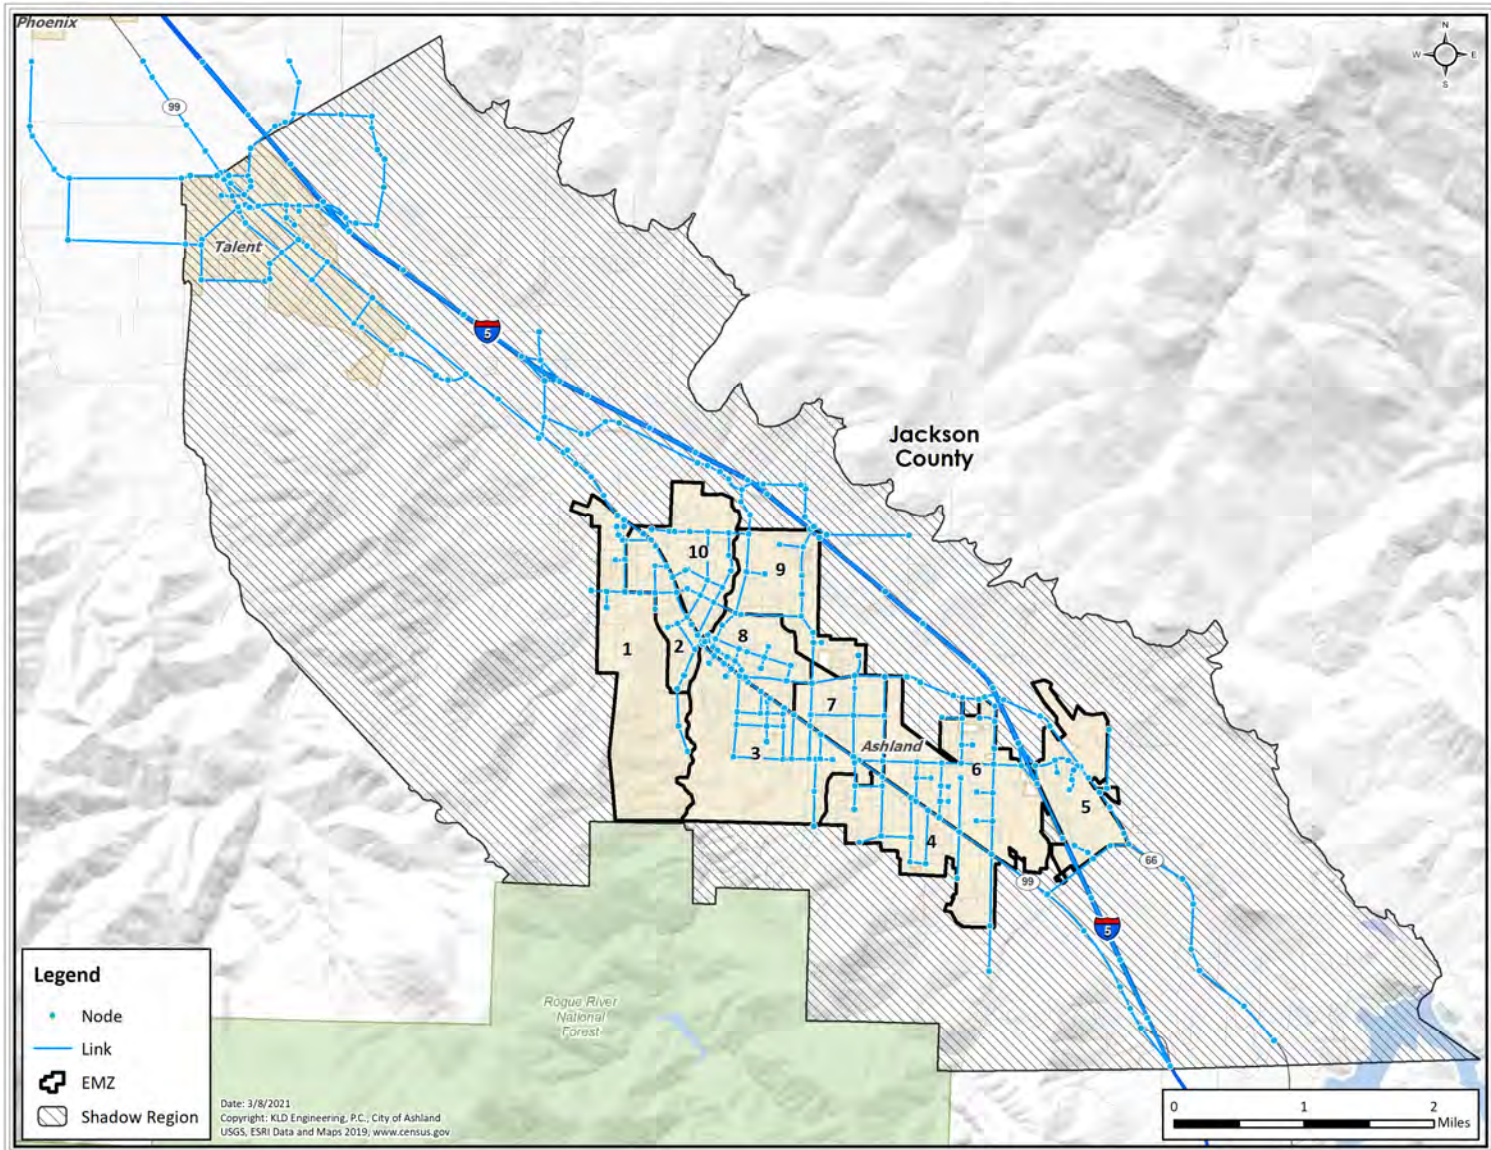 Phoenix
N
W E
S
99
Talent
5
Jackson
County
10
9
8
1
2
7
Ashland
3
6
5
4
66
99
5
Rogue River
National
Forest
Legend
Node
Link
EMZ
Shadow Region
Date: 3/8/2021
Copyright: KLD Engineering, P.C., City of Ashland
USGS, ESRI Data and Maps 2019, www.census.gov
0 1 2
Miles